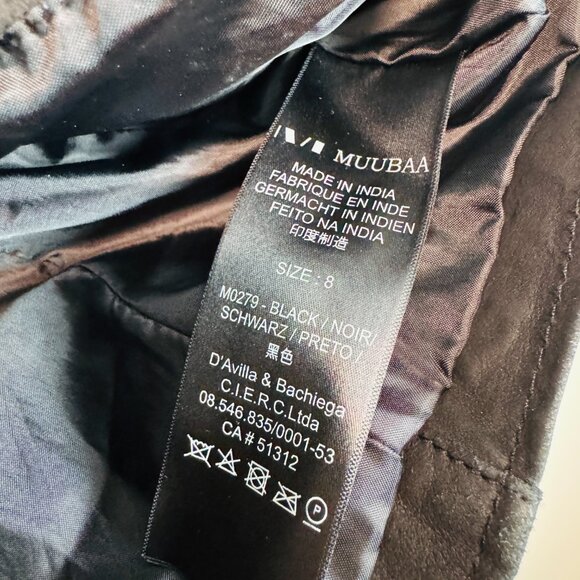 MUUBAA
MADE IN INDIA
FABRIQUE EN INDE
GERMACHT IN INDIEN
FEITO NA INDIA
印度制造
SIZE : 8
M0279 - BLACK / NOIR/
SCHWARZ / PRETO
黑色
D'Avilla & Bachiega
C.I.E.R.C.Ltda
08.546.835/0001-53
CA # 51312
P